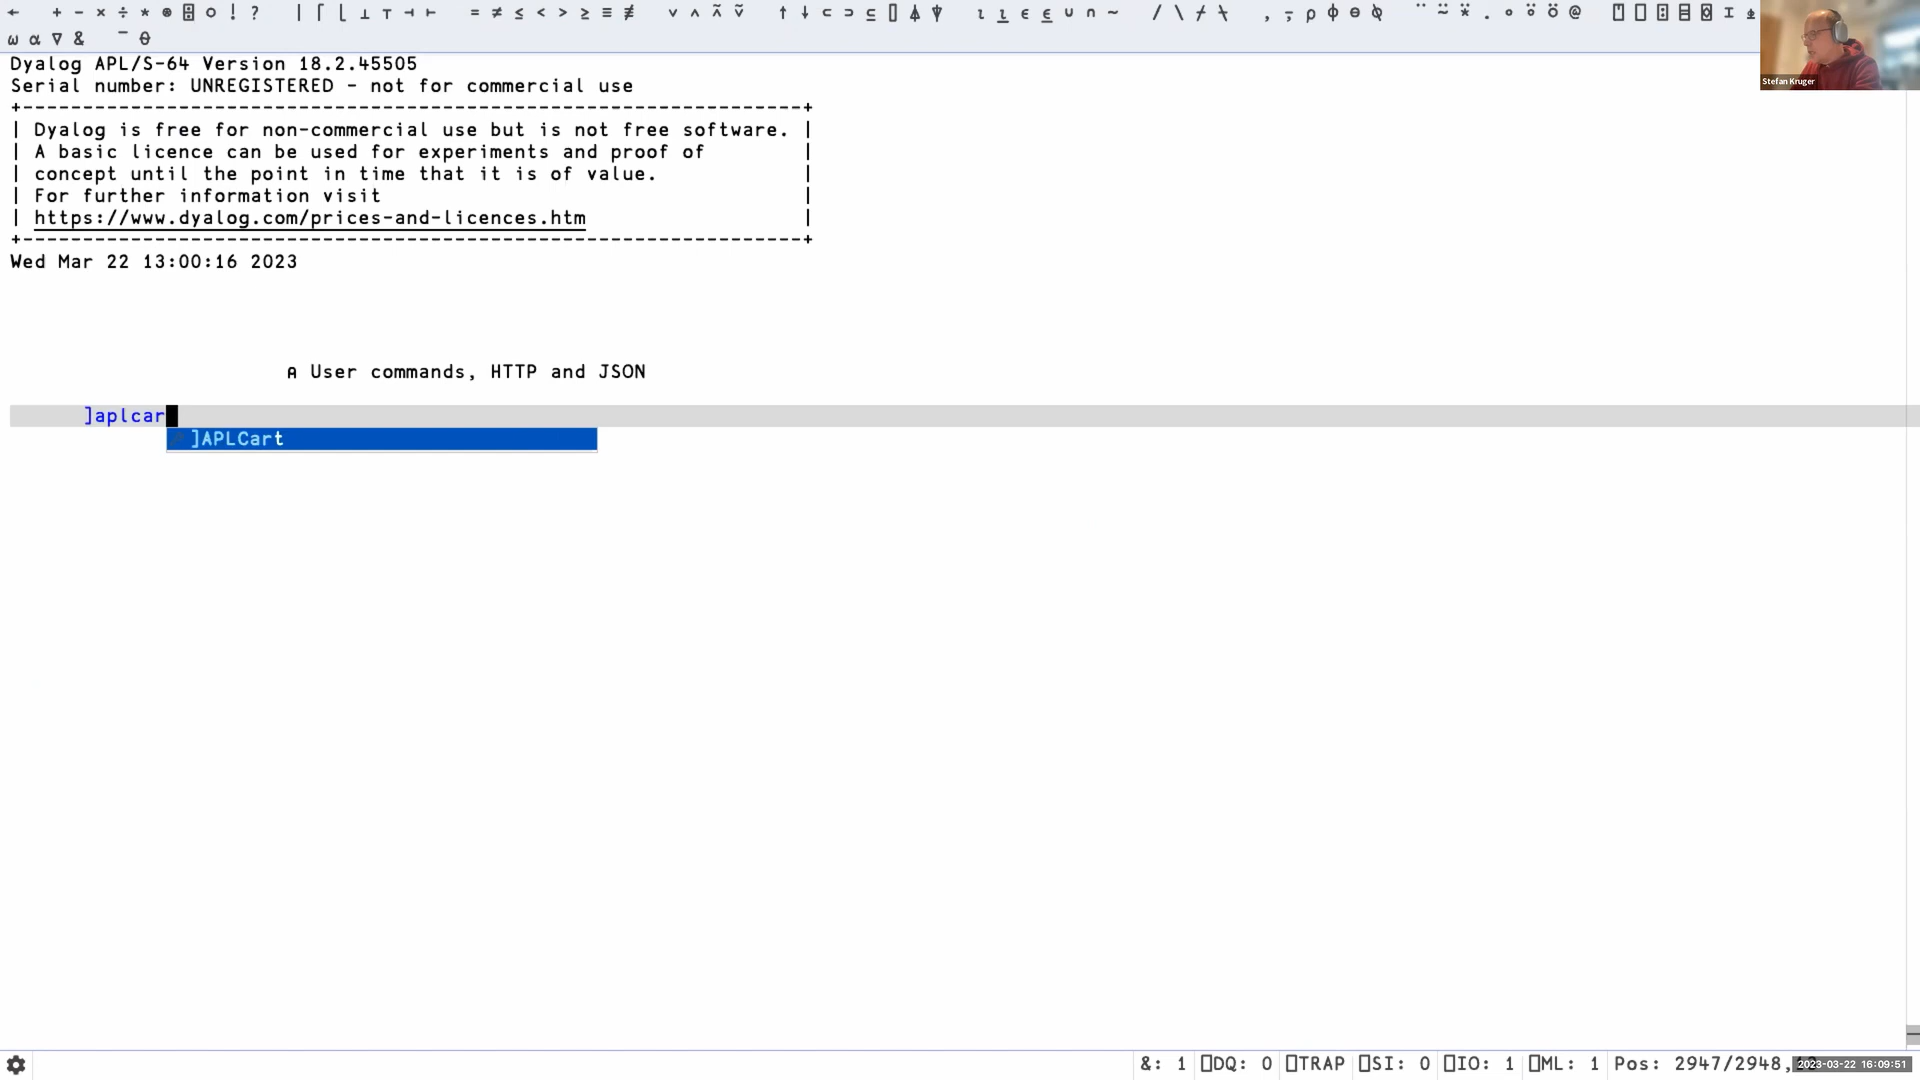 ← + - × ÷ * ⍟ ⌹ ○ ! ? | ⌈ ⌊ ⊥ ⊤ ⊣ ⊢ = ≠ ≤ < > ≥ ≡ ≢ ∨ ∧ ⍲ ⍱ ↑ ↓ ⊂ ⊃ ⊆ ⌷ ⍋ ⍒ ⍳ ⍸ ∊ ⍷ ∪ ∩ ~ / \ ⌿ ⍀ , ⍪ ⍴ ⌽ ⊖ ⍉ ¨ ⍨ ⍣ . ∘ ⍤ ⍥ @ ⍞ ⎕ ⍠ ⌸ ⌺ ⌶ ⍎
⍵ ⍺ ∇ & ¯ ⍬
Stefan Kruger
Dyalog APL/S-64 Version 18.2.45505
Serial number: UNREGISTERED - not for commercial use
+-----------------------------------------------------------------+
| Dyalog is free for non-commercial use but is not free software. |
| A basic licence can be used for experiments and proof of |
| concept until the point in time that it is of value. |
| For further information visit |
| https://www.dyalog.com/prices-and-licences.htm |
+-----------------------------------------------------------------+
Wed Mar 22 13:00:16 2023
⍝ User commands, HTTP and JSON
]aplcar
]APLCart
&: 1 ⎕DQ: 0 ⎕TRAP ⎕SI: 0 ⎕IO: 1 ⎕ML: 1 Pos: 2947/2948,
2023-03-22 16:09:51